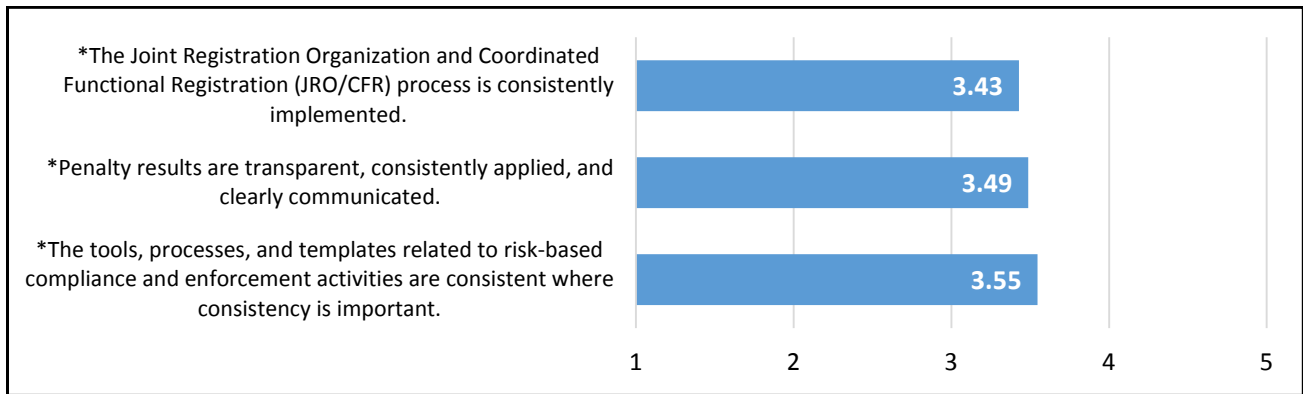 *The Joint Registration Organization and Coordinated
Functional Registration (JRO/CFR) process is consistently
implemented.
3.43
*Penalty results are transparent, consistently applied, and
clearly communicated.
3.49
*The tools, processes, and templates related to risk-based
compliance and enforcement activities are consistent where
consistency is important.
3.55
1 2 3 4 5